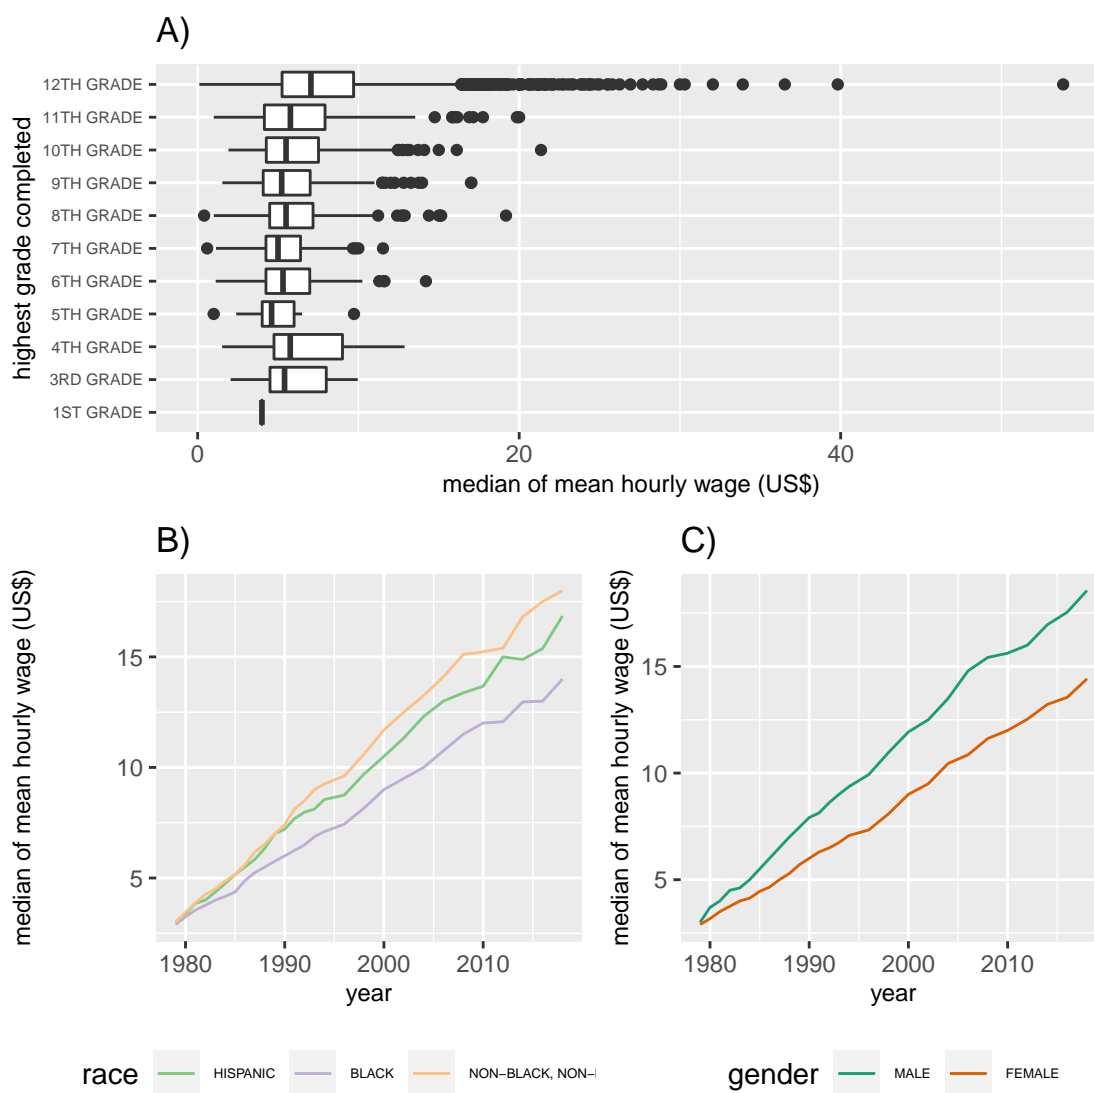 A)
highest grade completed
12TH GRADE
11TH GRADE
10TH GRADE
9TH GRADE
8TH GRADE
7TH GRADE
6TH GRADE
5TH GRADE
4TH GRADE
3RD GRADE
1ST GRADE
0 20 40
median of mean hourly wage (US$)
B)
median of mean hourly wage (US$)
15
10
5
1980 1990 2000 2010
year
C)
median of mean hourly wage (US$)
15
10
5
1980 1990 2000 2010
year
race HISPANIC BLACK NON−BLACK, NON−
gender MALE FEMALE